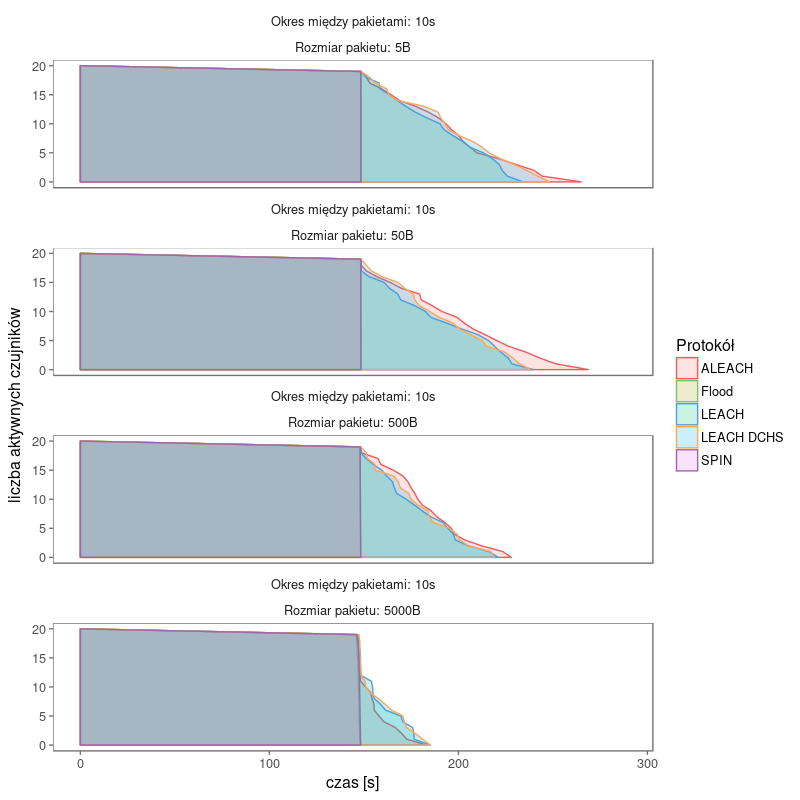 Okres między pakietami: 10s
Rozmiar pakietu: 5B
20
15
10
5
0
Okres między pakietami: 10s
Rozmiar pakietu: 50B
20
15
10
5
0
Okres między pakietami: 10s
Rozmiar pakietu: 500B
20
15
10
5
0
Okres między pakietami: 10s
Rozmiar pakietu: 5000B
20
15
10
5
0
0 100 200 300
czas [s]
liczba aktywnych czujników
Protokół
ALEACH
Flood
LEACH
LEACH DCHS
SPIN